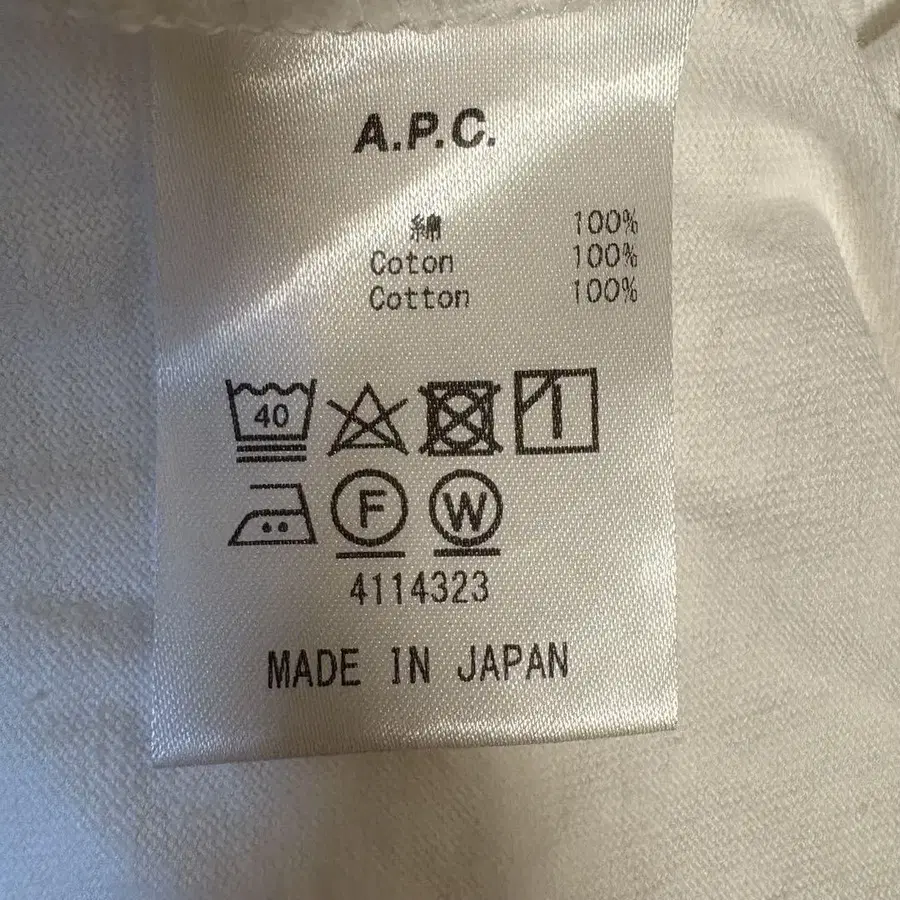 A.P.C.
綿 100%
Coton 100%
Cotton 100%
40
F W
4114323
MADE IN JAPAN